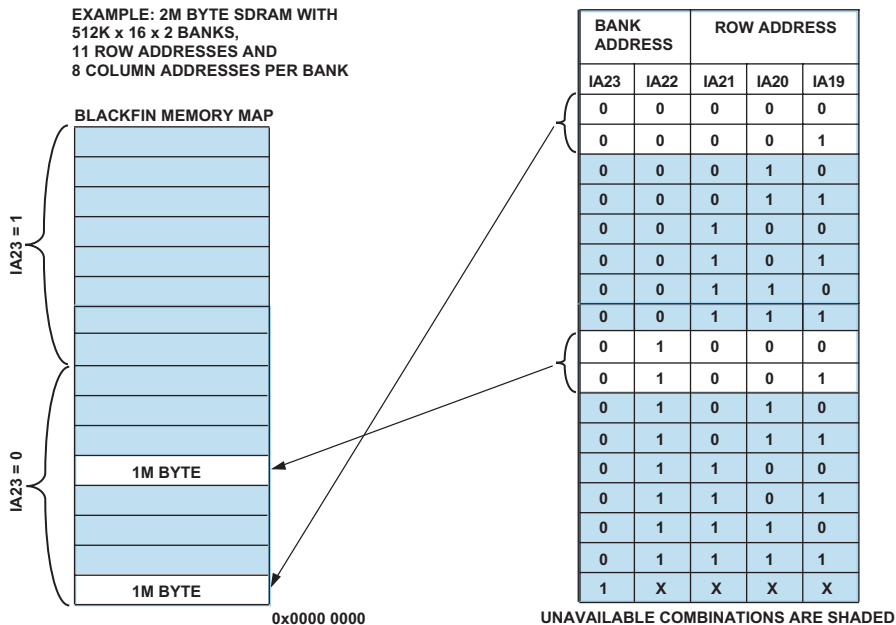 EXAMPLE: 2M BYTE SDRAM WITH
512K x 16 x 2 BANKS,
11 ROW ADDRESSES AND
8 COLUMN ADDRESSES PER BANK
BLACKFIN MEMORY MAP
IA23 = 1
IA23 = 0
1M BYTE
1M BYTE
0x0000 0000
BANK ADDRESS ROW ADDRESS
IA23 IA22 IA21 IA20 IA19
0 0 0 0 0
0 0 0 0 1
0 0 0 1 0
0 0 0 1 1
0 0 1 0 0
0 0 1 0 1
0 0 1 1 0
0 0 1 1 1
0 1 0 0 0
0 1 0 0 1
0 1 0 1 0
0 1 0 1 1
0 1 1 0 0
0 1 1 0 1
0 1 1 1 0
0 1 1 1 1
1 X X X X
UNAVAILABLE COMBINATIONS ARE SHADED